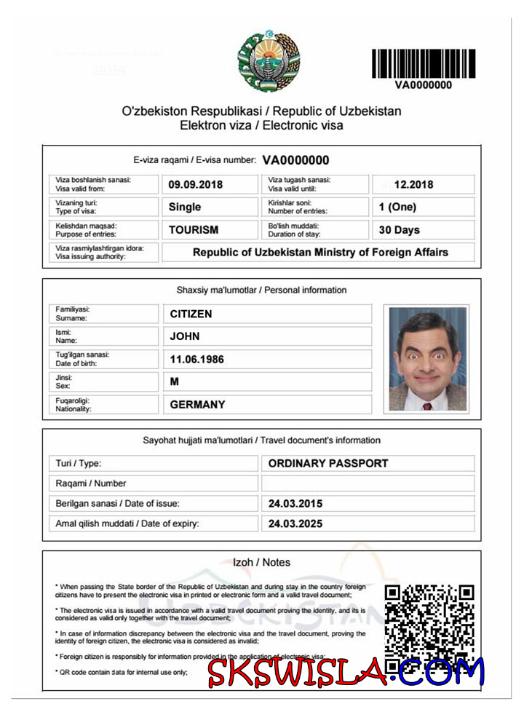 VA0000000
O'zbekiston Respublikasi / Republic of Uzbekistan
Elektron viza / Electronic visa
E-viza raqami / E-visa number: VA0000000
Viza boshlanish sanasi:
Visa valid from:
09.09.2018
Viza tugash sanasi:
Visa valid until:
12.2018
Vizaning turi:
Type of visa:
Single
Kirishlar soni:
Number of entries:
1 (One)
Kelishdan maqsad:
Purpose of entries:
TOURISM
Bo'lish muddati:
Duration of stay:
30 Days
Viza rasmiylashtirgan idora:
Visa issuing authority:
Republic of Uzbekistan Ministry of Foreign Affairs
Shaxsiy ma'lumotlar / Personal information
Familiyasi:
Surname:
CITIZEN
Ismi:
Name:
JOHN
Tug'ilgan sanasi:
Date of birth:
11.06.1986
Jinsi:
Sex:
M
Fuqaroligi:
Nationality:
GERMANY
Sayohat hujjati ma'lumotlari / Travel document's information
Turi / Type:
ORDINARY PASSPORT
Raqami / Number
Berilgan sanasi / Date of issue:
24.03.2015
Amal qilish muddati / Date of expiry:
24.03.2025
Izoh / Notes
* When passing the State border of the Republic of Uzbekistan and during stay in the country foreign
citizens have to present the electronic visa in printed or electronic form and a valid travel document;
* The electronic visa is issued in accordance with a valid travel document proving the identity, and its is
considered as valid only together with the travel document;
* In case of information discrepancy between the electronic visa and the travel document, proving the
identity of foreign citizen, the electronic visa is considered as invalid;
* Foreign citizen is responsibly for information provided in the application of electronic visa;
* QR code contain data for internal use only;
UZBEKISTAN
SKSWISLA.COM